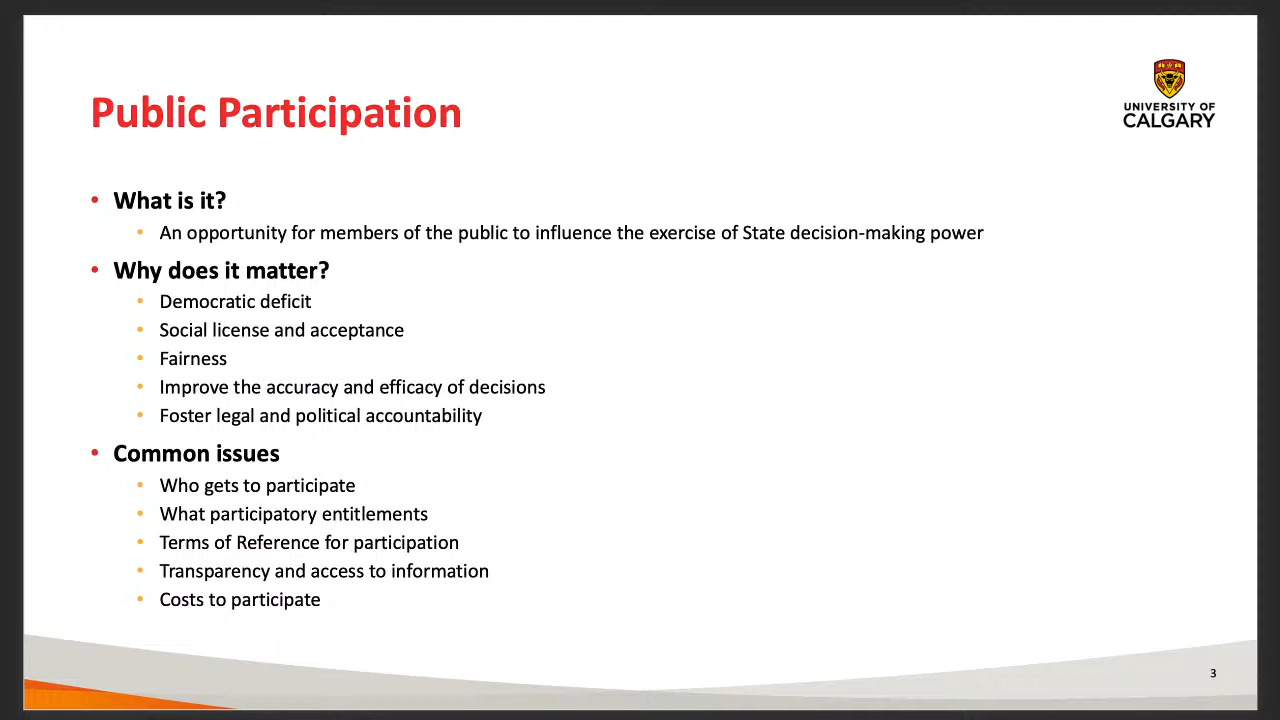 Public Participation
UNIVERSITY OF
CALGARY
• What is it?
• An opportunity for members of the public to influence the exercise of State decision-making power
• Why does it matter?
• Democratic deficit
• Social license and acceptance
• Fairness
• Improve the accuracy and efficacy of decisions
• Foster legal and political accountability
• Common issues
• Who gets to participate
• What participatory entitlements
• Terms of Reference for participation
• Transparency and access to information
• Costs to participate
3